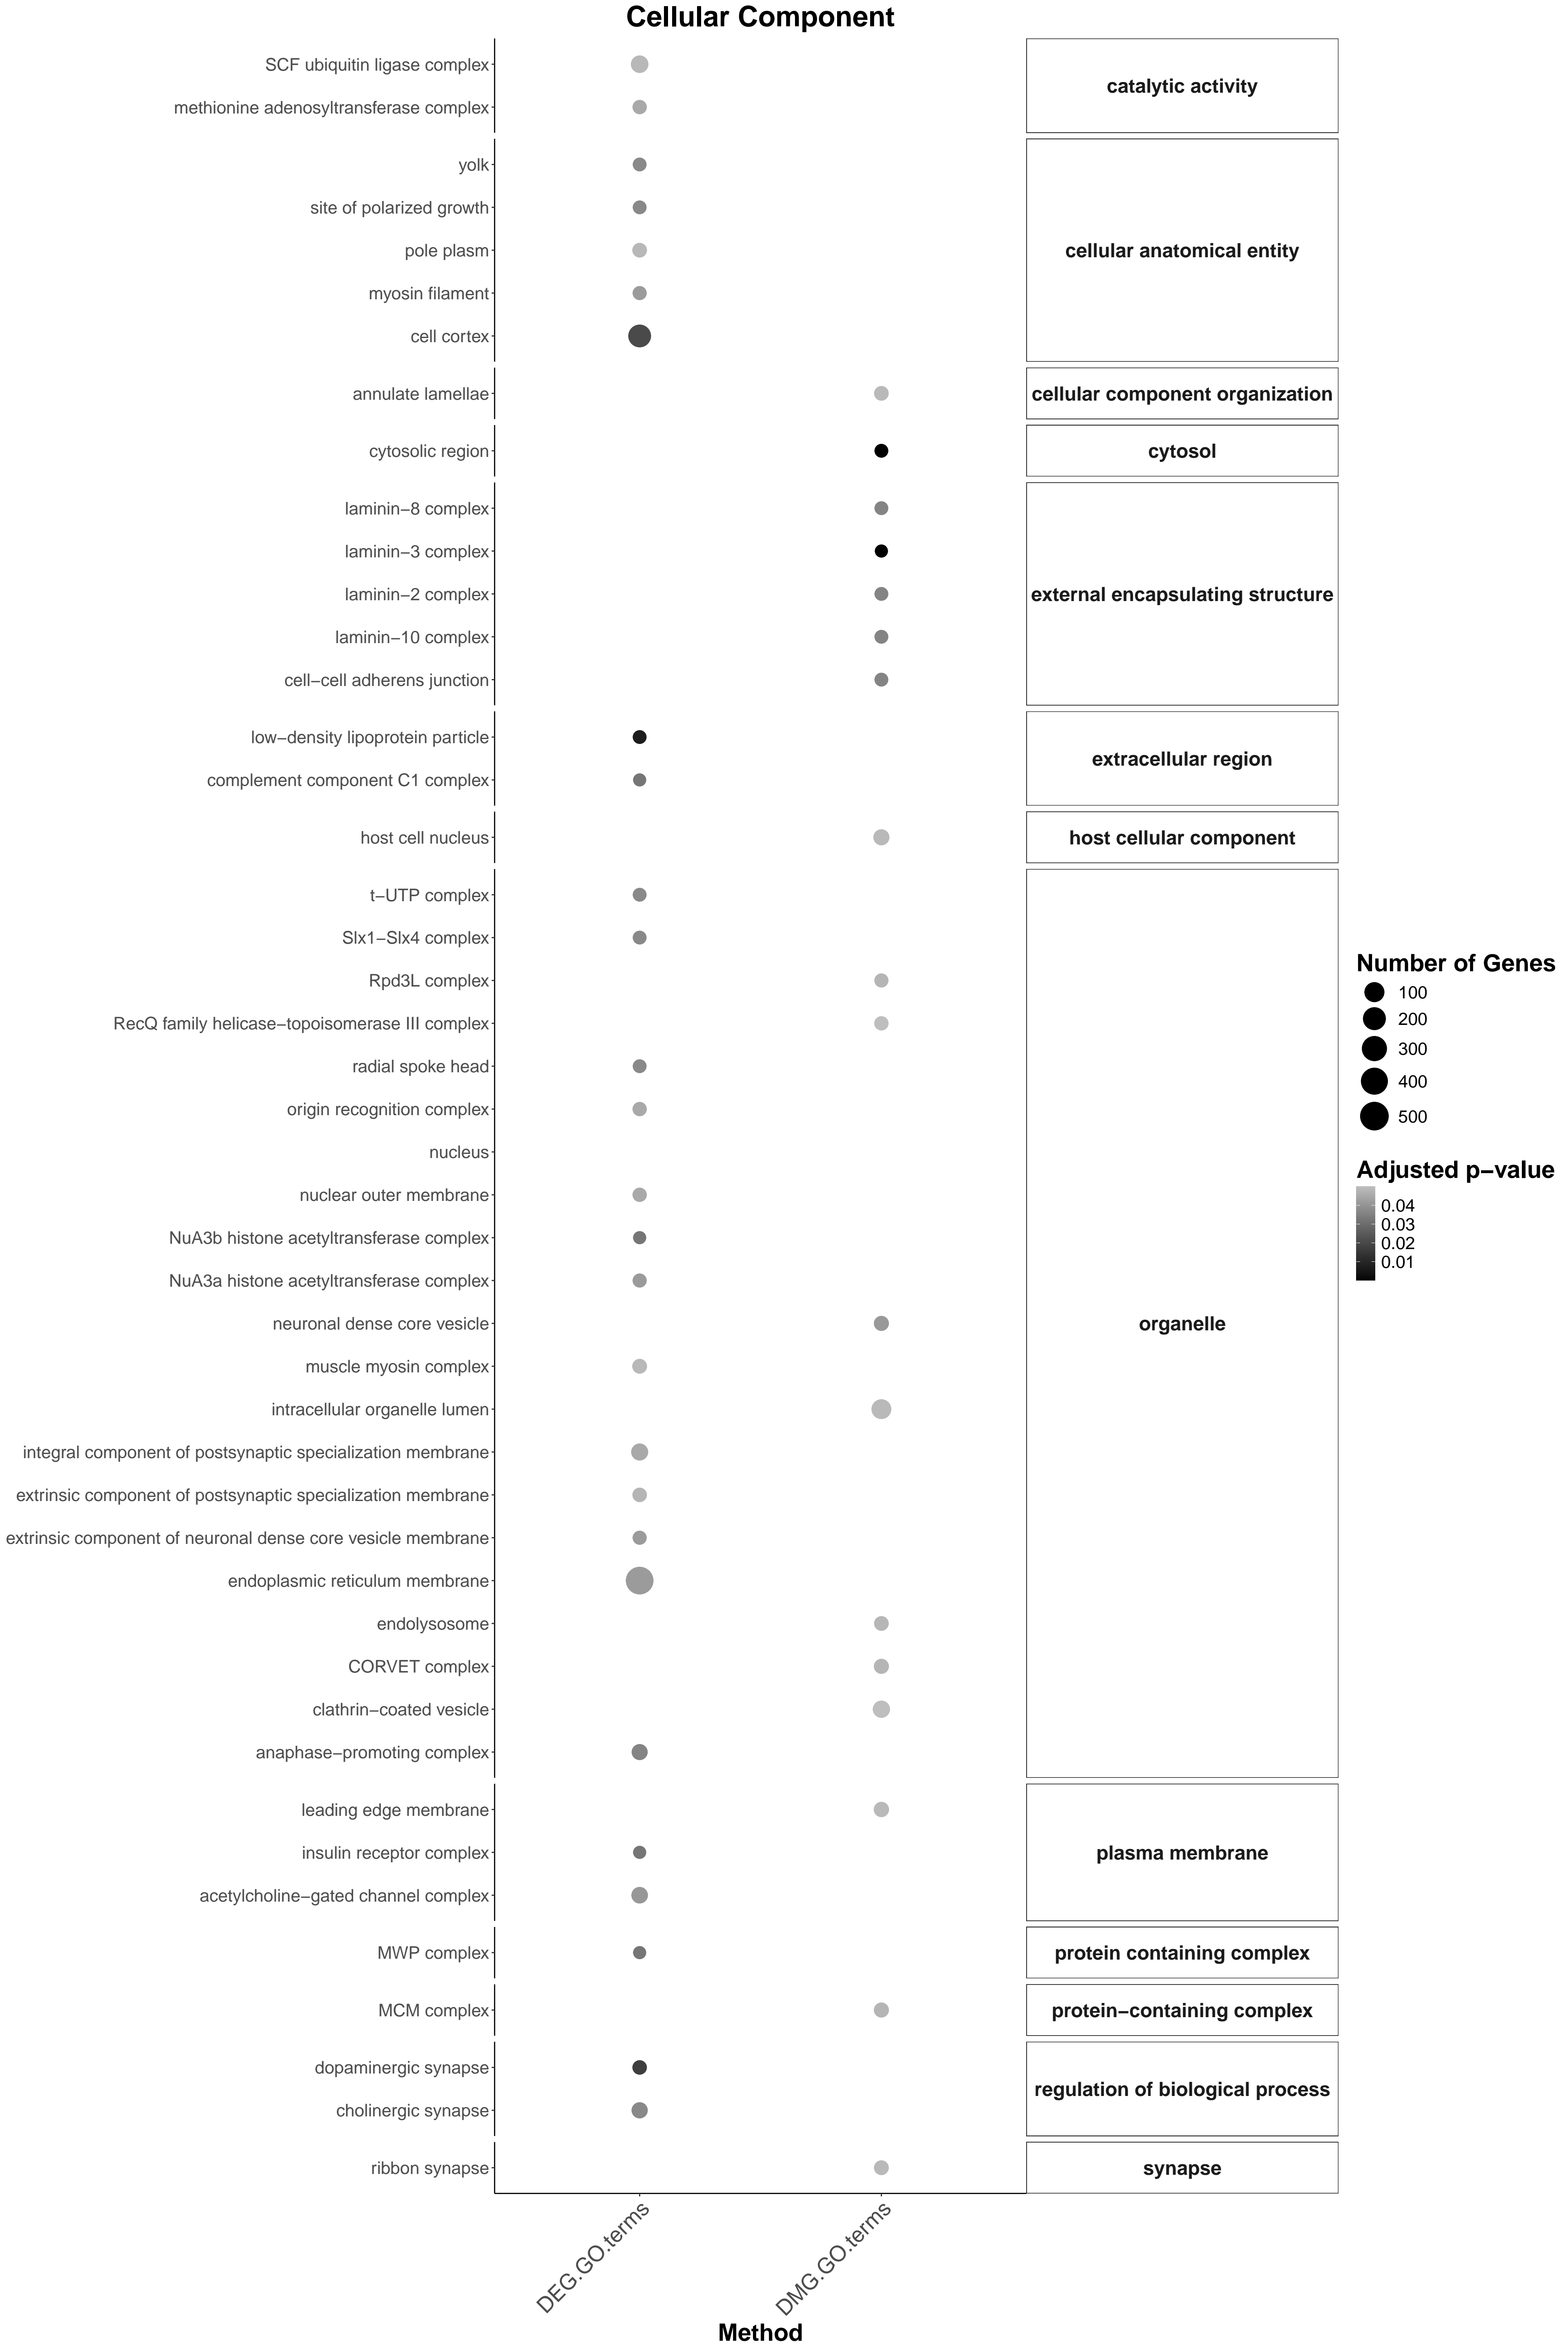 Cellular Component
SCF ubiquitin ligase complex
methionine adenosyltransferase complex
catalytic activity
yolk
site of polarized growth
pole plasm
myosin filament
cell cortex
cellular anatomical entity
annulate lamellae
cellular component organization
cytosolic region
cytosol
laminin−8 complex
laminin−3 complex
laminin−2 complex
laminin−10 complex
cell−cell adherens junction
external encapsulating structure
low−density lipoprotein particle
complement component C1 complex
extracellular region
host cell nucleus
host cellular component
t−UTP complex
Slx1−Slx4 complex
Rpd3L complex
RecQ family helicase−topoisomerase III complex
radial spoke head
origin recognition complex
nucleus
nuclear outer membrane
NuA3b histone acetyltransferase complex
NuA3a histone acetyltransferase complex
neuronal dense core vesicle
muscle myosin complex
intracellular organelle lumen
integral component of postsynaptic specialization membrane
extrinsic component of postsynaptic specialization membrane
extrinsic component of neuronal dense core vesicle membrane
endoplasmic reticulum membrane
endolysosome
CORVET complex
clathrin−coated vesicle
anaphase−promoting complex
organelle
leading edge membrane
insulin receptor complex
acetylcholine−gated channel complex
plasma membrane
MWP complex
protein containing complex
MCM complex
protein−containing complex
dopaminergic synapse
cholinergic synapse
regulation of biological process
ribbon synapse
synapse
DEG.GO.terms
DMG.GO.terms
Method
Number of Genes
100
200
300
400
500
Adjusted p−value
0.04
0.03
0.02
0.01